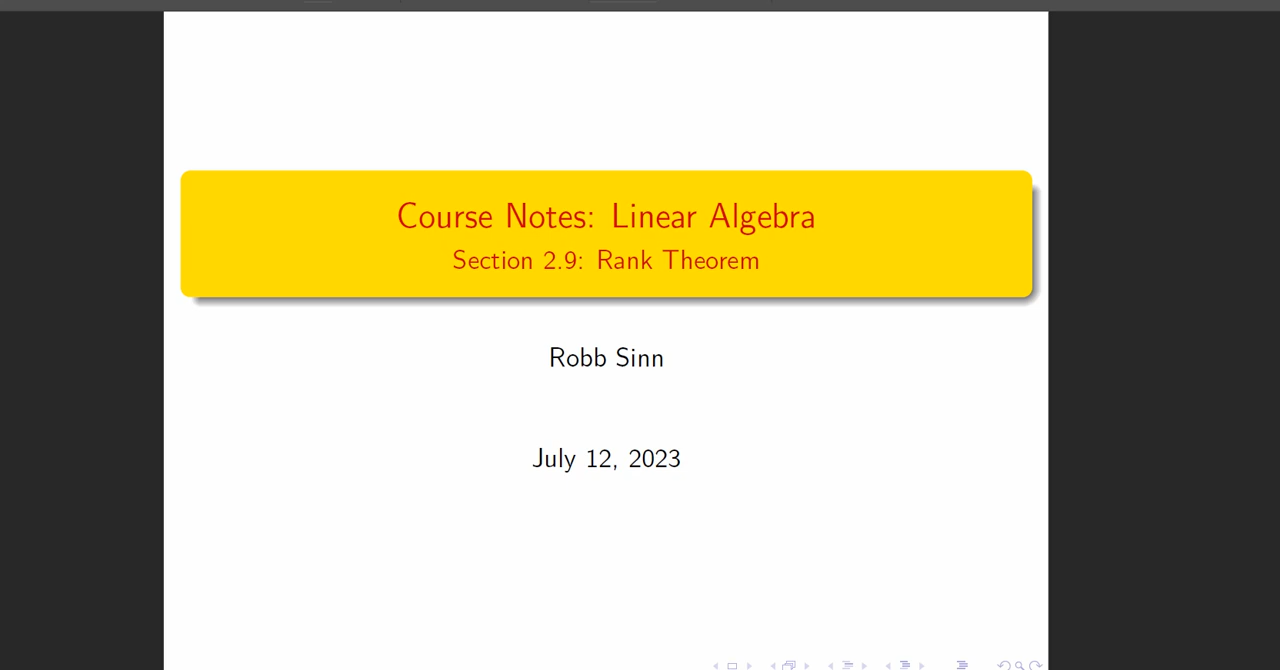 Course Notes: Linear Algebra
Section 2.9: Rank Theorem
Robb Sinn
July 12, 2023